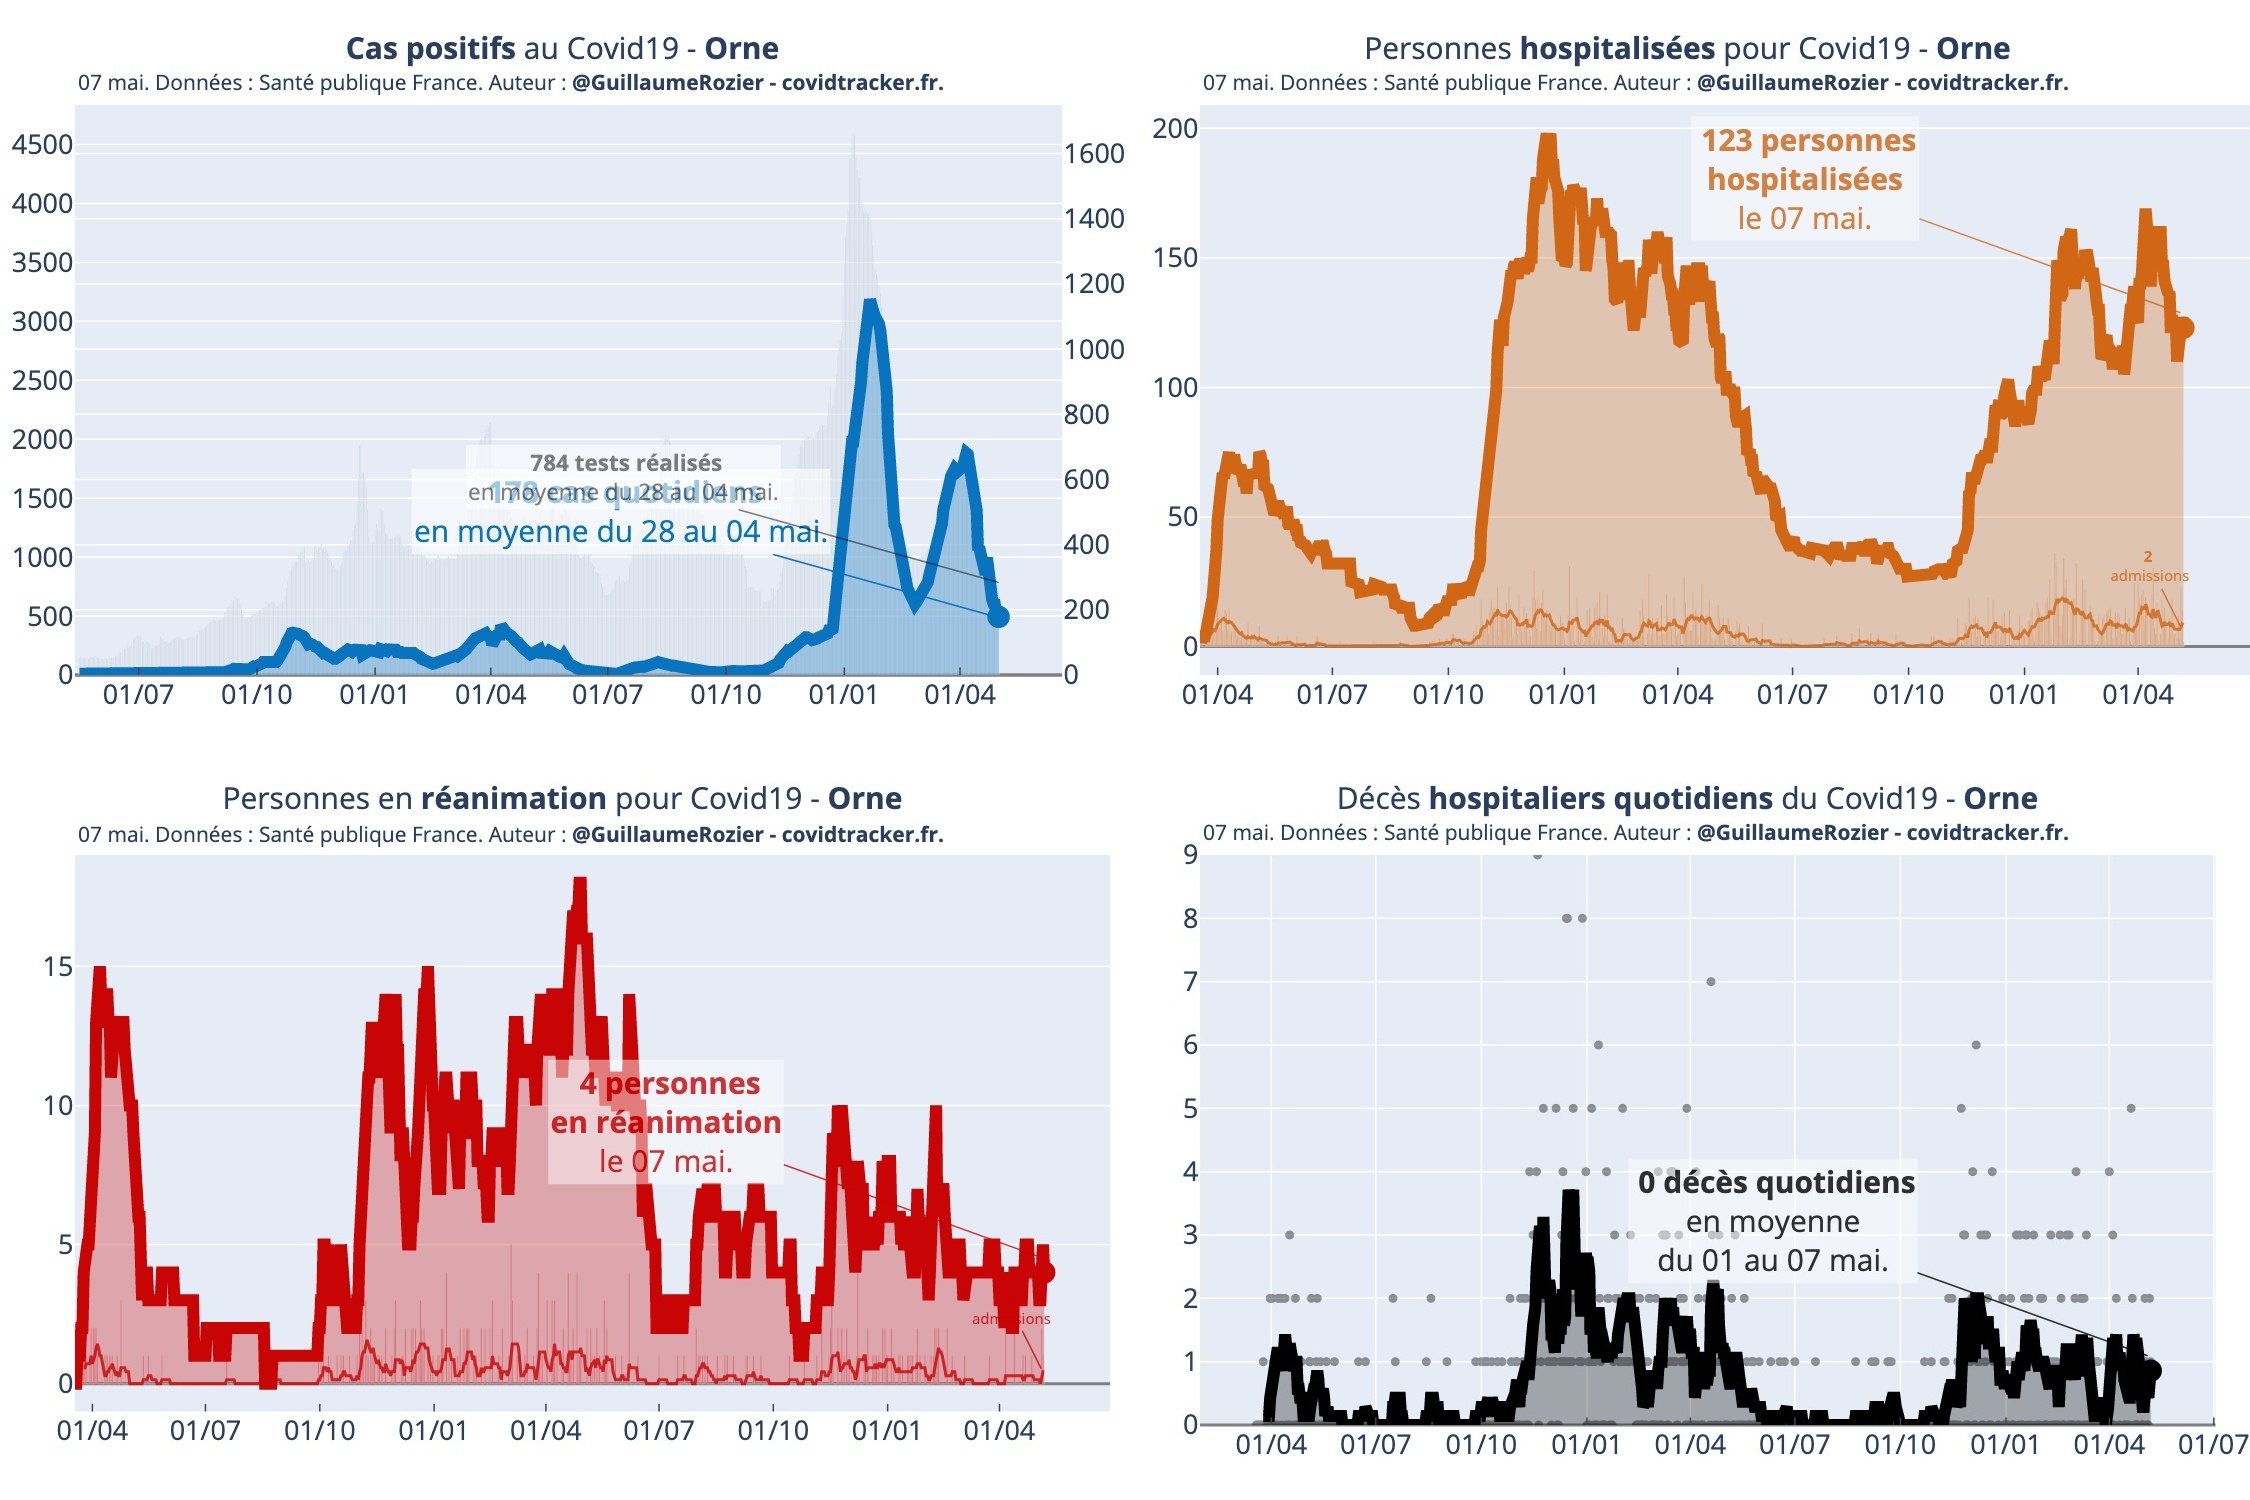 Cas positifs au Covid19 - Orne
07 mai. Données : Santé publique France. Auteur : @GuillaumeRozier - covidtracker.fr.
4500
4000
3500
3000
2500
2000
1500
1000
500
0
1600
1400
1200
1000
800
600
400
200
0
784 tests réalisés
en moyenne du 28 au 04 mai.
178 cas quotidiens
en moyenne du 28 au 04 mai.
01/07 01/10 01/01 01/04 01/07 01/10 01/01 01/04
Personnes hospitalisées pour Covid19 - Orne
07 mai. Données : Santé publique France. Auteur : @GuillaumeRozier - covidtracker.fr.
200
150
100
50
0
123 personnes
hospitalisées
le 07 mai.
2
admissions
01/04 01/07 01/10 01/01 01/04 01/07 01/10 01/01 01/04
Personnes en réanimation pour Covid19 - Orne
07 mai. Données : Santé publique France. Auteur : @GuillaumeRozier - covidtracker.fr.
15
10
5
0
4 personnes
en réanimation
le 07 mai.
admissions
01/04 01/07 01/10 01/01 01/04 01/07 01/10 01/01 01/04
Décès hospitaliers quotidiens du Covid19 - Orne
07 mai. Données : Santé publique France. Auteur : @GuillaumeRozier - covidtracker.fr.
9
8
7
6
5
4
3
2
1
0
0 décès quotidiens
en moyenne
du 01 au 07 mai.
01/04 01/07 01/10 01/01 01/04 01/07 01/10 01/01 01/04 01/07